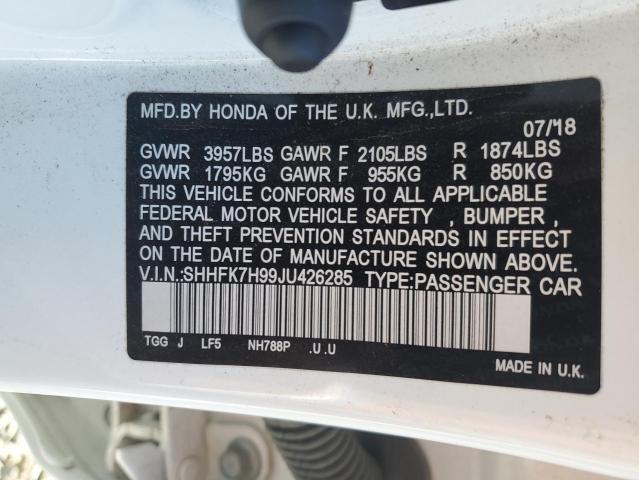 MFD.BY HONDA OF THE U.K. MFG.,LTD.
07/18
GVWR 3957LBS GAWR F 2105LBS R 1874LBS
GVWR 1795KG GAWR F 955KG R 850KG
THIS VEHICLE CONFORMS TO ALL APPLICABLE
FEDERAL MOTOR VEHICLE SAFETY , BUMPER ,
AND THEFT PREVENTION STANDARDS IN EFFECT
ON THE DATE OF MANUFACTURE SHOWN ABOVE.
V.I.N.:SHHFK7H99JU426285 TYPE:PASSENGER CAR
TGG J LF5 NH788P .U.U
MADE IN U.K.